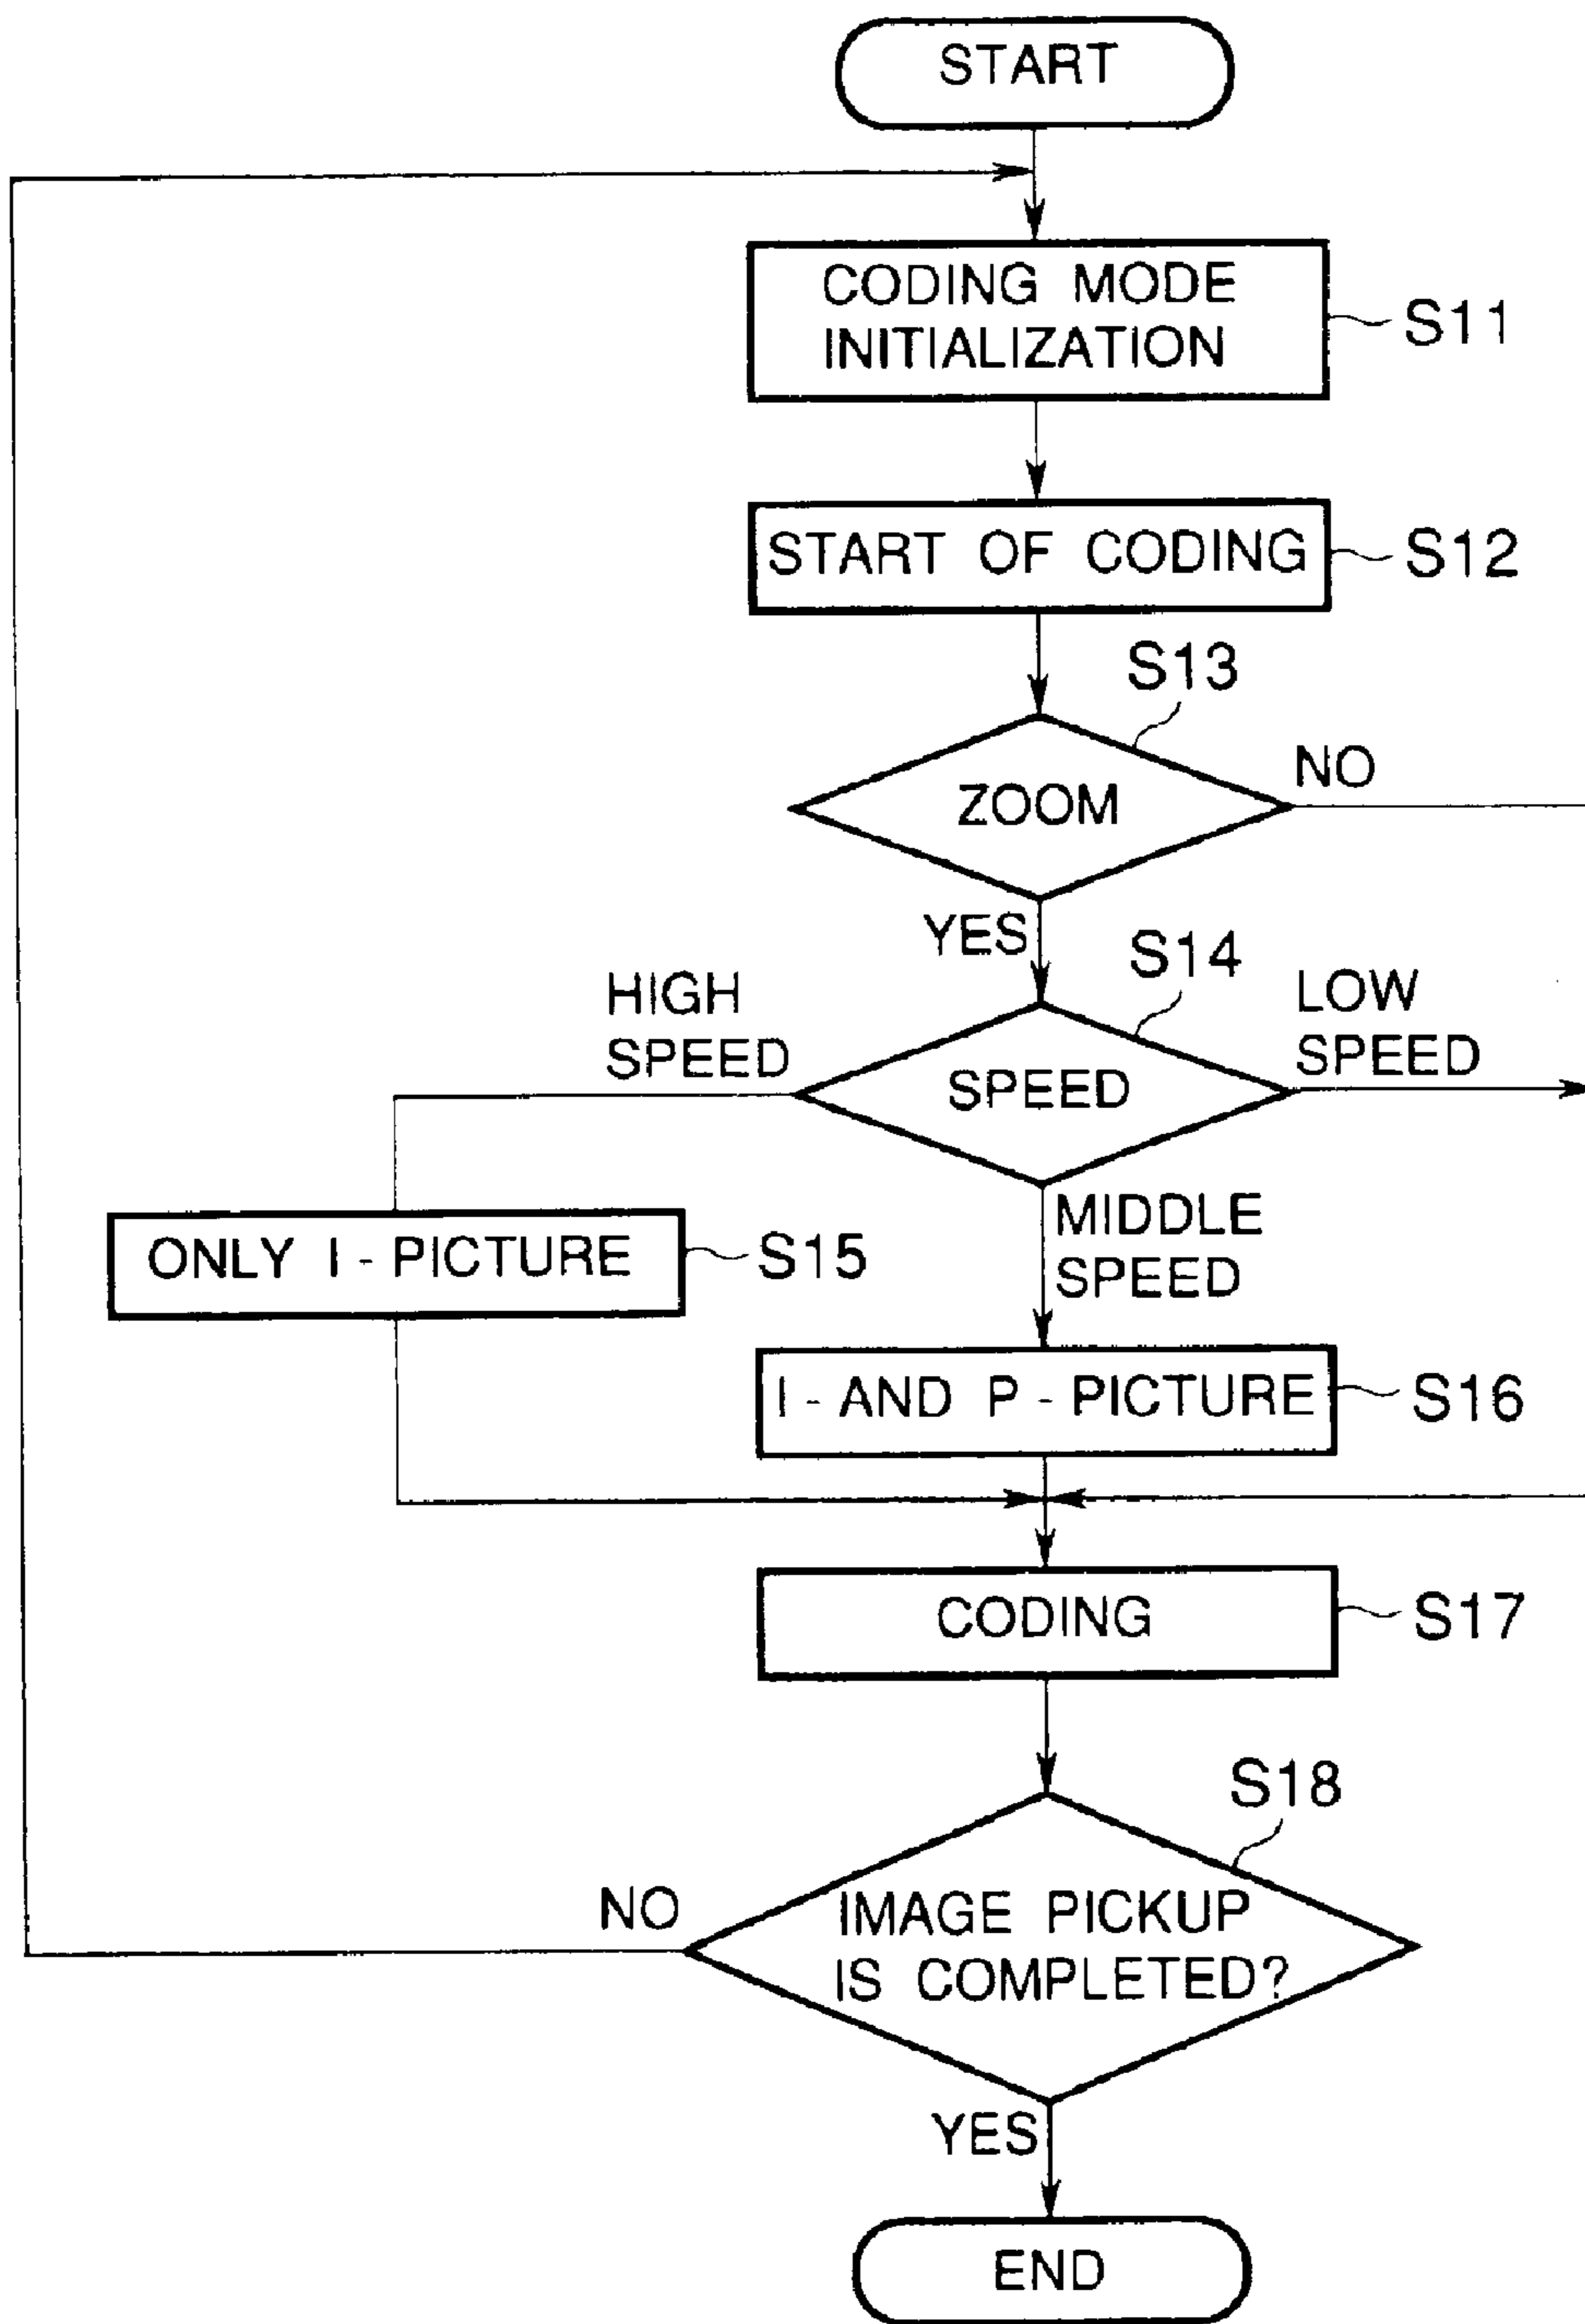 START
CODING MODE
INITIALIZATION
S11
START OF CODING
S12
S13
ZOOM
NO
YES
S14
HIGH
SPEED
LOW
SPEED
SPEED
MIDDLE
SPEED
ONLY I - PICTURE
S15
I - AND P - PICTURE
S16
CODING
S17
S18
NO
IMAGE PICKUP
IS COMPLETED?
YES
END